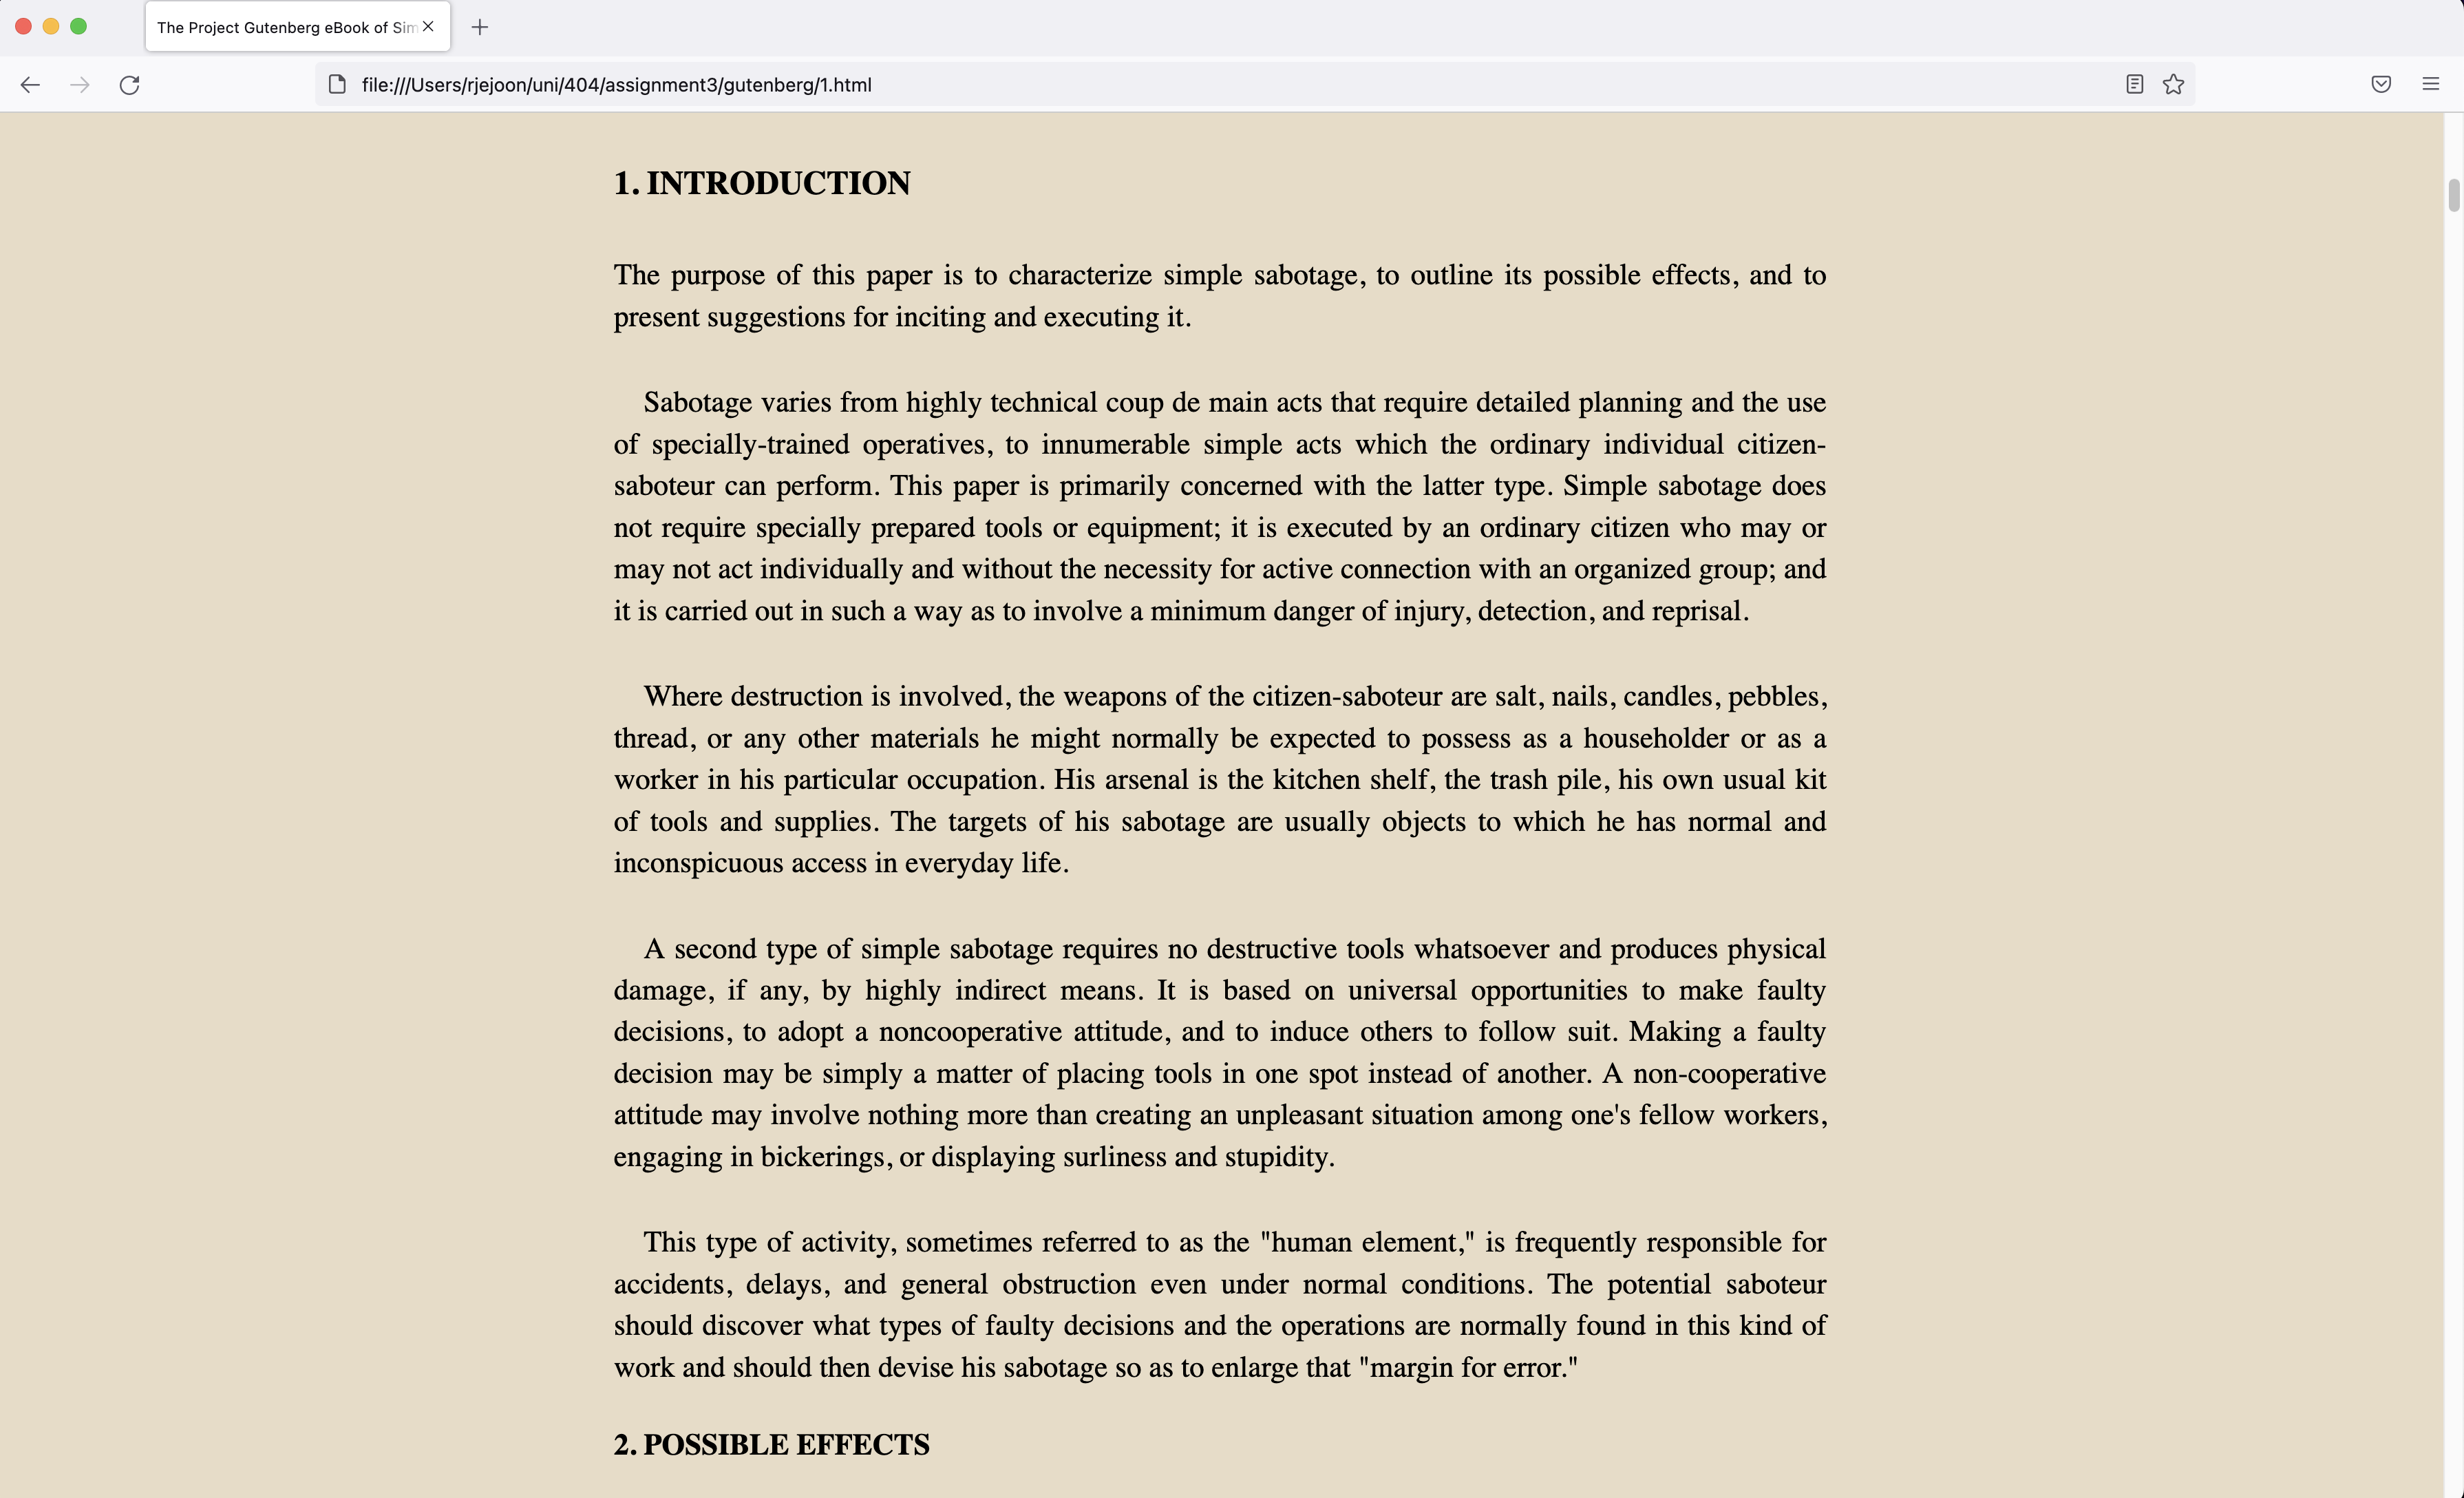 The Project Gutenberg eBook of Sim
file:///Users/rjejoon/uni/404/assignment3/gutenberg/1.html
1. INTRODUCTION
The purpose of this paper is to characterize simple sabotage, to outline its possible effects, and to
present suggestions for inciting and executing it.
Sabotage varies from highly technical coup de main acts that require detailed planning and the use
of specially-trained operatives, to innumerable simple acts which the ordinary individual citizen-
saboteur can perform. This paper is primarily concerned with the latter type. Simple sabotage does
not require specially prepared tools or equipment; it is executed by an ordinary citizen who may or
may not act individually and without the necessity for active connection with an organized group; and
it is carried out in such a way as to involve a minimum danger of injury, detection, and reprisal.
Where destruction is involved, the weapons of the citizen-saboteur are salt, nails, candles, pebbles,
thread, or any other materials he might normally be expected to possess as a householder or as a
worker in his particular occupation. His arsenal is the kitchen shelf, the trash pile, his own usual kit
of tools and supplies. The targets of his sabotage are usually objects to which he has normal and
inconspicuous access in everyday life.
A second type of simple sabotage requires no destructive tools whatsoever and produces physical
damage, if any, by highly indirect means. It is based on universal opportunities to make faulty
decisions, to adopt a noncooperative attitude, and to induce others to follow suit. Making a faulty
decision may be simply a matter of placing tools in one spot instead of another. A non-cooperative
attitude may involve nothing more than creating an unpleasant situation among one's fellow workers,
engaging in bickerings, or displaying surliness and stupidity.
This type of activity, sometimes referred to as the "human element," is frequently responsible for
accidents, delays, and general obstruction even under normal conditions. The potential saboteur
should discover what types of faulty decisions and the operations are normally found in this kind of
work and should then devise his sabotage so as to enlarge that "margin for error."
2. POSSIBLE EFFECTS